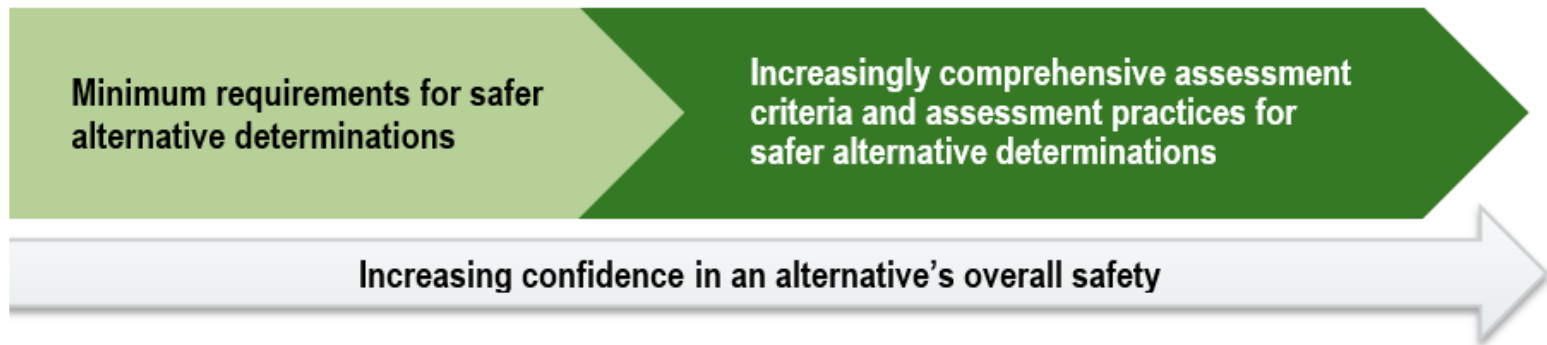 Minimum requirements for safer
alternative determinations
Increasingly comprehensive assessment
criteria and assessment practices for
safer alternative determinations
Increasing confidence in an alternative’s overall safety